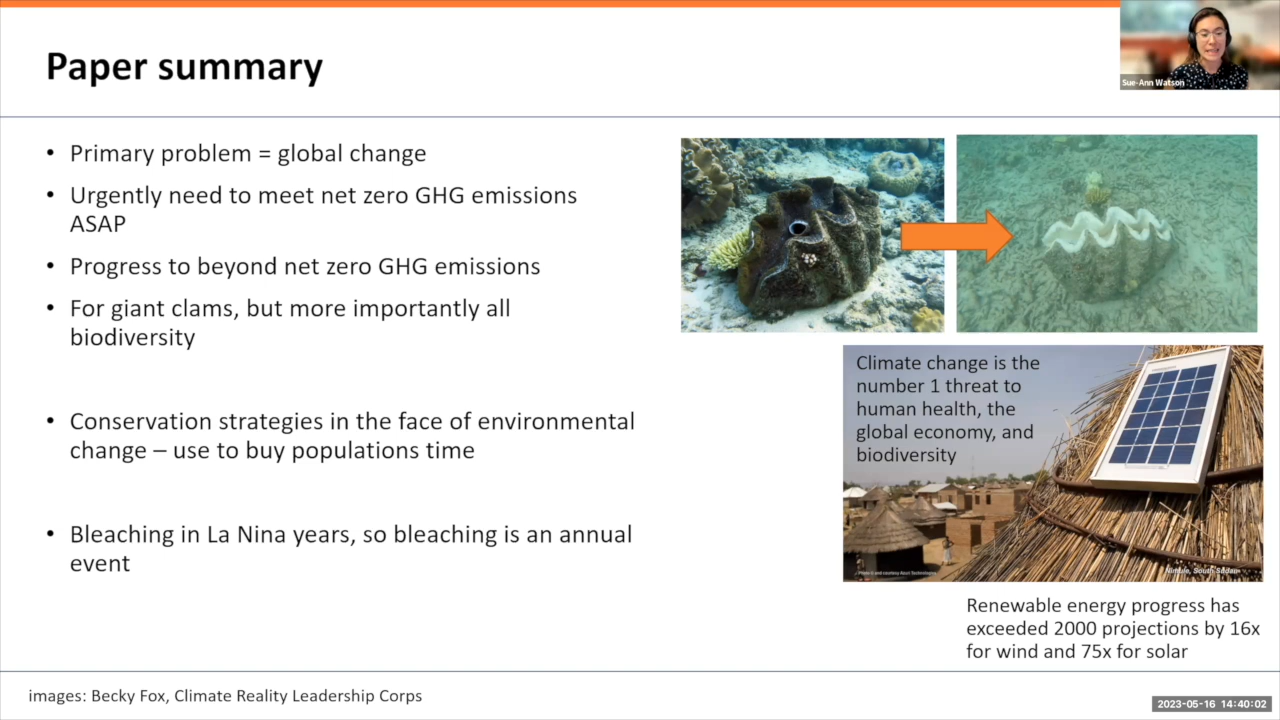 Paper summary
Sue-Ann Watson
• Primary problem = global change
• Urgently need to meet net zero GHG emissions
ASAP
• Progress to beyond net zero GHG emissions
• For giant clams, but more importantly all
biodiversity
• Conservation strategies in the face of environmental
change – use to buy populations time
• Bleaching in La Nina years, so bleaching is an annual
event
Climate change is the
number 1 threat to
human health, the
global economy, and
biodiversity
Nimule, South Sudan
Renewable energy progress has
exceeded 2000 projections by 16x
for wind and 75x for solar
images: Becky Fox, Climate Reality Leadership Corps
2023-05-16 14:40:02